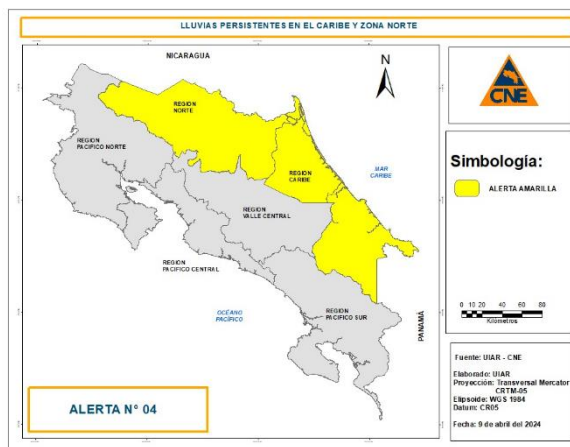 LLUVIAS PERSISTENTES EN EL CARIBE Y ZONA NORTE
NICARAGUA
N
REGION
NORTE
REGION
PACIFICO NORTE
REGION
CARIBE
MAR
CARIBE
REGION
VALLE CENTRAL
REGION
PACIFICO CENTRAL
OCÉANO
PACÍFICO
REGION
PACIFICO SUR
PANAMÁ
ALERTA N° 04
CNE
Simbología:
ALERTA AMARILLA
0 10 20 40 60 80
Kilometros
Fuente: UIAR - CNE
Elaborado: UIAR
Proyección: Transversal Mercator
CRTM-05
Elipsoide: WGS 1984
Datum: CR05
Fecha: 9 de abril del 2024